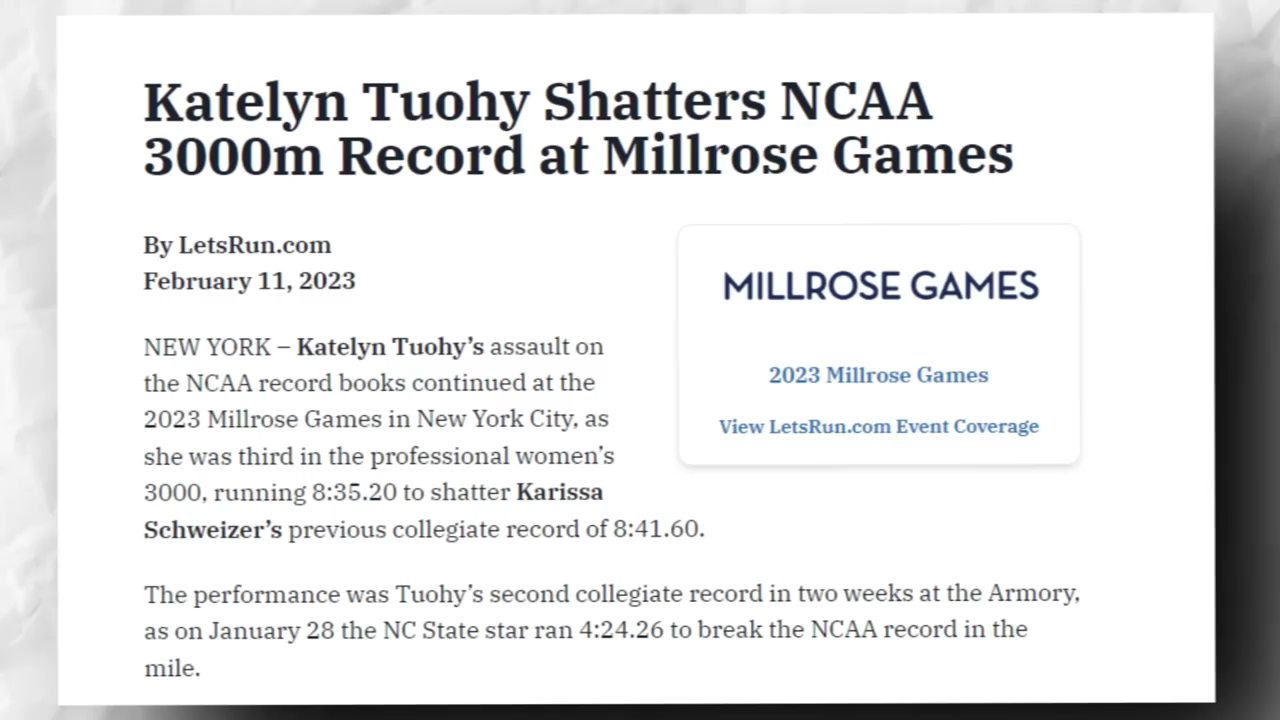 Katelyn Tuohy Shatters NCAA
3000m Record at Millrose Games
By LetsRun.com
February 11, 2023
MILLROSE GAMES
2023 Millrose Games
View LetsRun.com Event Coverage
NEW YORK – Katelyn Tuohy’s assault on
the NCAA record books continued at the
2023 Millrose Games in New York City, as
she was third in the professional women’s
3000, running 8:35.20 to shatter Karissa
Schweizer’s previous collegiate record of 8:41.60.
The performance was Tuohy’s second collegiate record in two weeks at the Armory,
as on January 28 the NC State star ran 4:24.26 to break the NCAA record in the
mile.